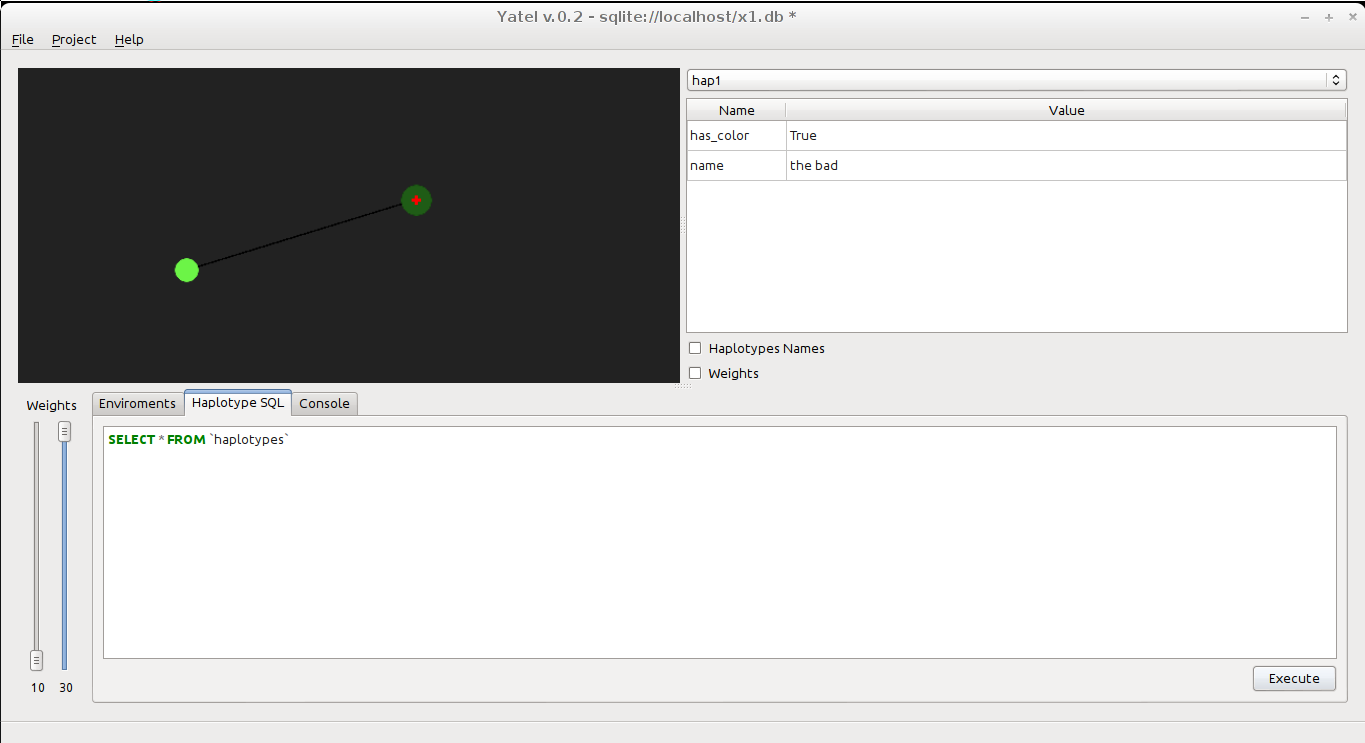 Yatel v.0.2 - sqlite://localhost/x1.db *
File Project Help
hap1
Name Value
has_color True
name the bad
Haplotypes Names
Weights
Weights
Enviroments Haplotype SQL Console
SELECT * FROM `haplotypes`
Execute
10 30